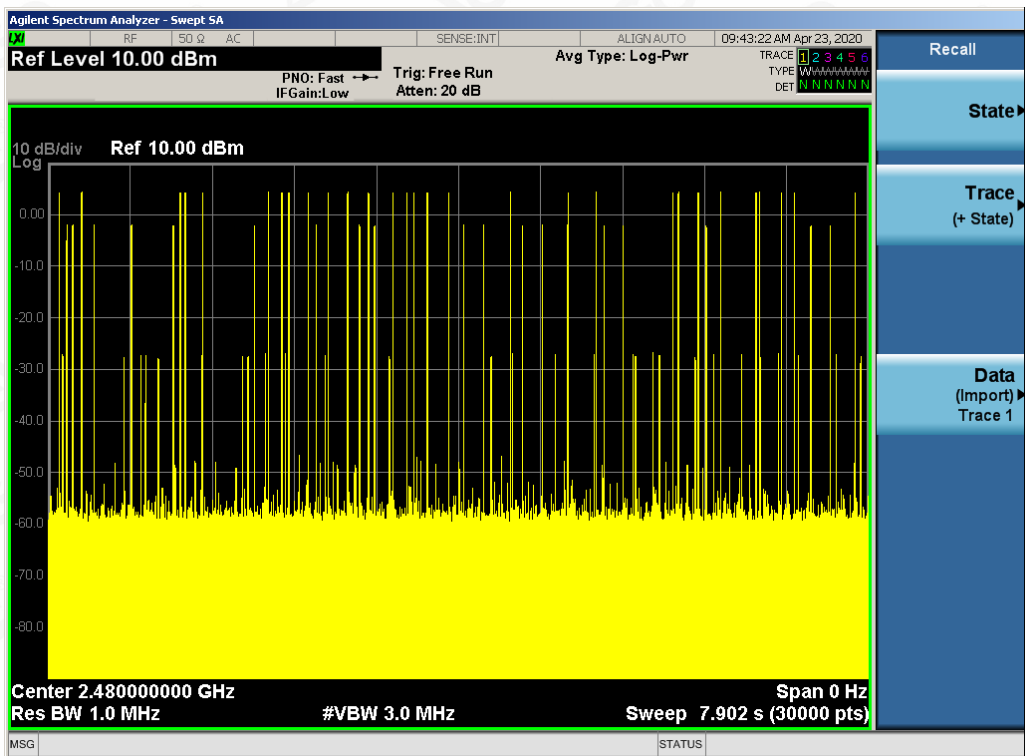 Agilent Spectrum Analyzer - Swept SA
LXI RF 50 Ω AC SENSE:INT ALIGNAUTO 09:43:22 AM Apr 23, 2020
Ref Level 10.00 dBm
PNO: Fast
IFGain:Low
Trig: Free Run
Atten: 20 dB
Avg Type: Log-Pwr
TRACE 1 2 3 4 5 6
TYPE WWWWWW
DET N N N N N N
Recall
State
Trace
(+ State)
Data
(Import)
Trace 1
10 dB/div Ref 10.00 dBm
Log
0.00
-10.0
-20.0
-30.0
-40.0
-50.0
-60.0
-70.0
-80.0
Center 2.480000000 GHz Span 0 Hz
Res BW 1.0 MHz #VBW 3.0 MHz Sweep 7.902 s (30000 pts)
MSG STATUS